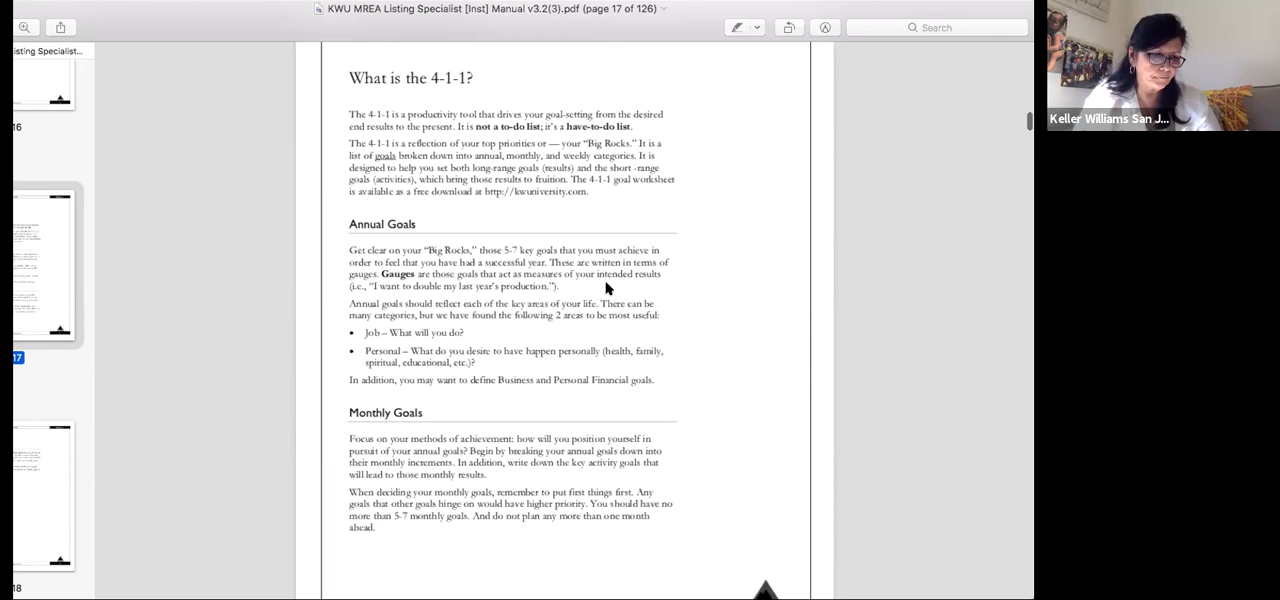 KWU MREA Listing Specialist [Inst] Manual v3.2(3).pdf (page 17 of 126)
Search
isting Specialist...
16
17
18
Keller Williams San J...
What is the 4-1-1?
The 4-1-1 is a productivity tool that drives your goal-setting from the desired
end results to the present. It is not a to-do list; it's a have-to-do list.
The 4-1-1 is a reflection of your top priorities or — your “Big Rocks.” It is a
list of goals broken down into annual, monthly, and weekly categories. It is
designed to help you set both long-range goals (results) and the short -range
goals (activities), which bring those results to fruition. The 4-1-1 goal worksheet
is available as a free download at http://kwuniversity.com.
Annual Goals
Get clear on your “Big Rocks,” those 5-7 key goals that you must achieve in
order to feel that you have had a successful year. These are written in terms of
gauges. Gauges are those goals that act as measures of your intended results
(i.e., “I want to double my last year's production.”).
Annual goals should reflect each of the key areas of your life. There can be
many categories, but we have found the following 2 areas to be most useful:
• Job – What will you do?
• Personal – What do you desire to have happen personally (health, family,
spiritual, educational, etc.)?
In addition, you may want to define Business and Personal Financial goals.
Monthly Goals
Focus on your methods of achievement: how will you position yourself in
pursuit of your annual goals? Begin by breaking your annual goals down into
their monthly increments. In addition, write down the key activity goals that
will lead to those monthly results.
When deciding your monthly goals, remember to put first things first. Any
goals that other goals hinge on would have higher priority. You should have no
more than 5-7 monthly goals. And do not plan any more than one month
ahead.